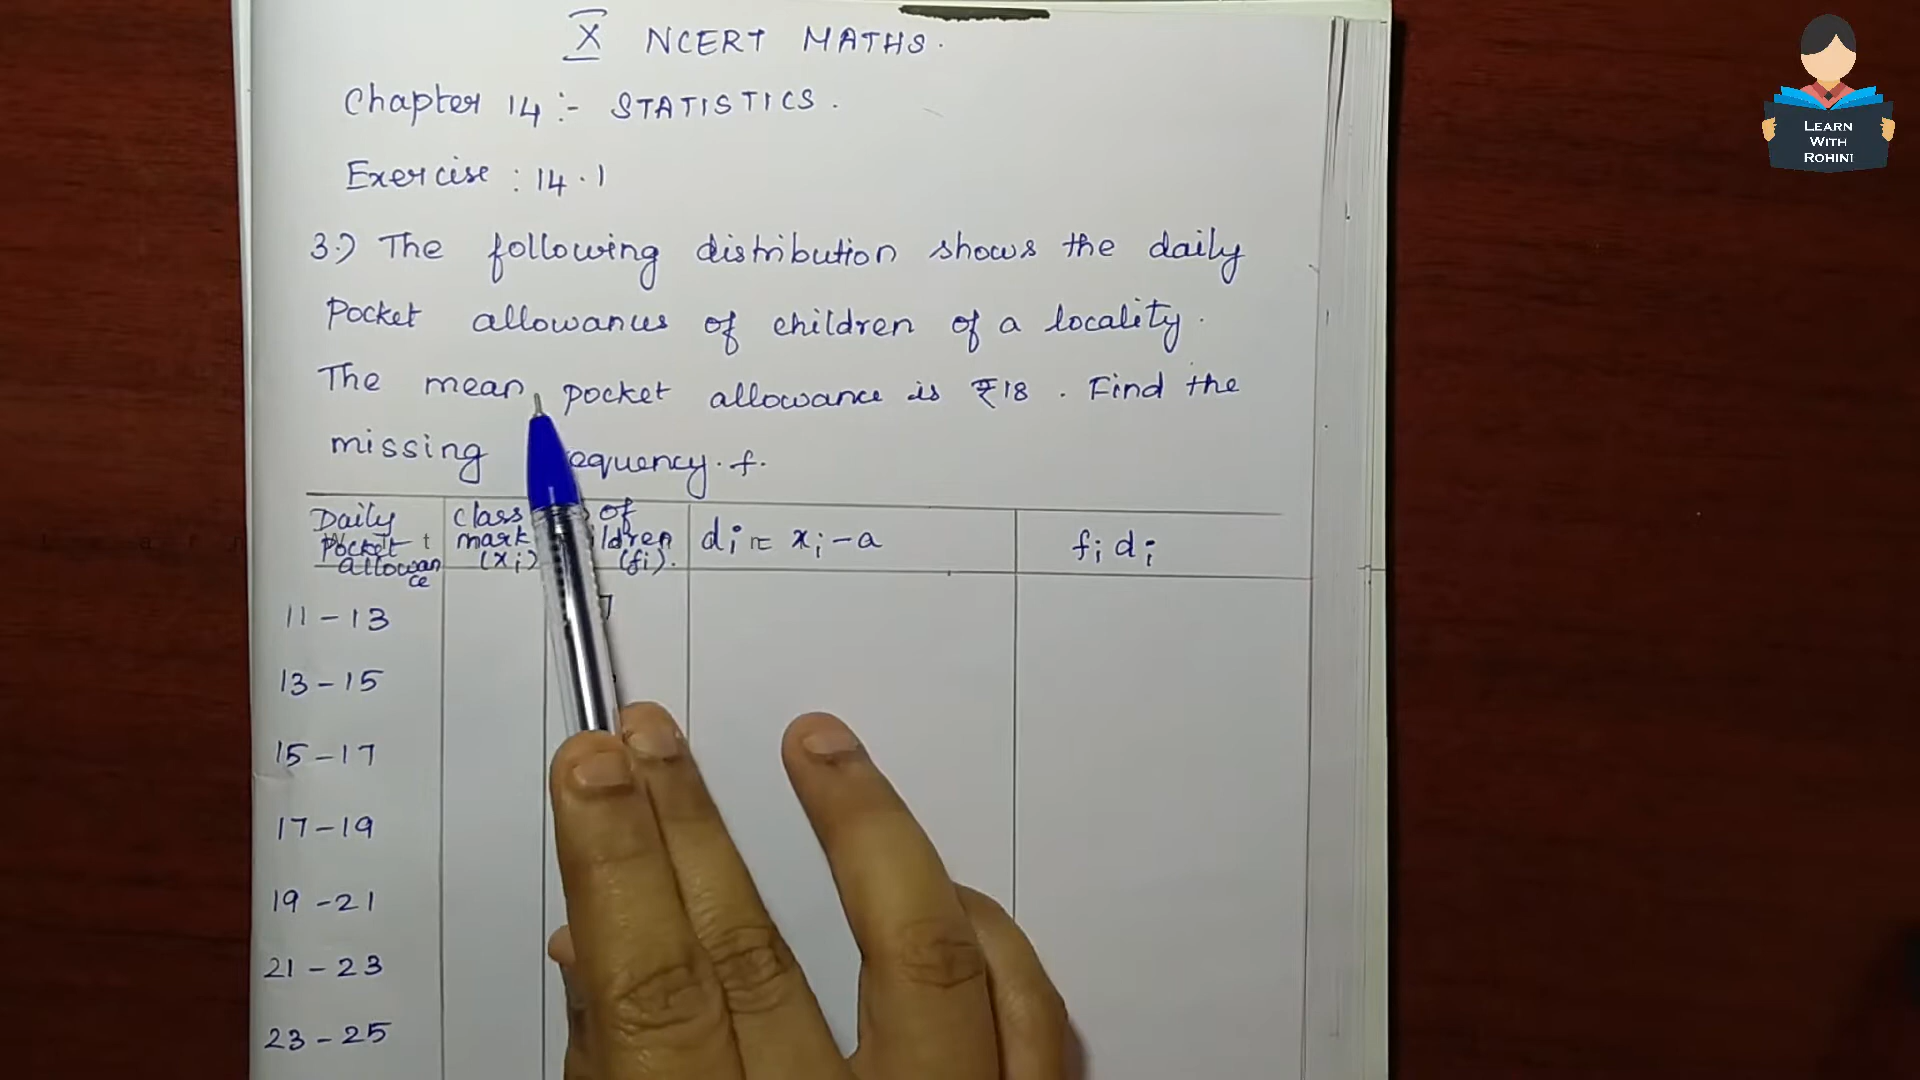 X NCERT MATHS.
Chapter 14 :- STATISTICS.
Exercise : 14.1
3.) The following distribution shows the daily
Pocket allowances of children of a locality.
The mean pocket allowance is ₹18. Find the
missing equency. f.
Daily Pocket Allowance
class mark (xi)
of ildren (fi).
di = xi - a
fi di
11-13
7
13-15
15-17
17-19
19-21
21-23
23-25
LEARN
WITH
ROHINI